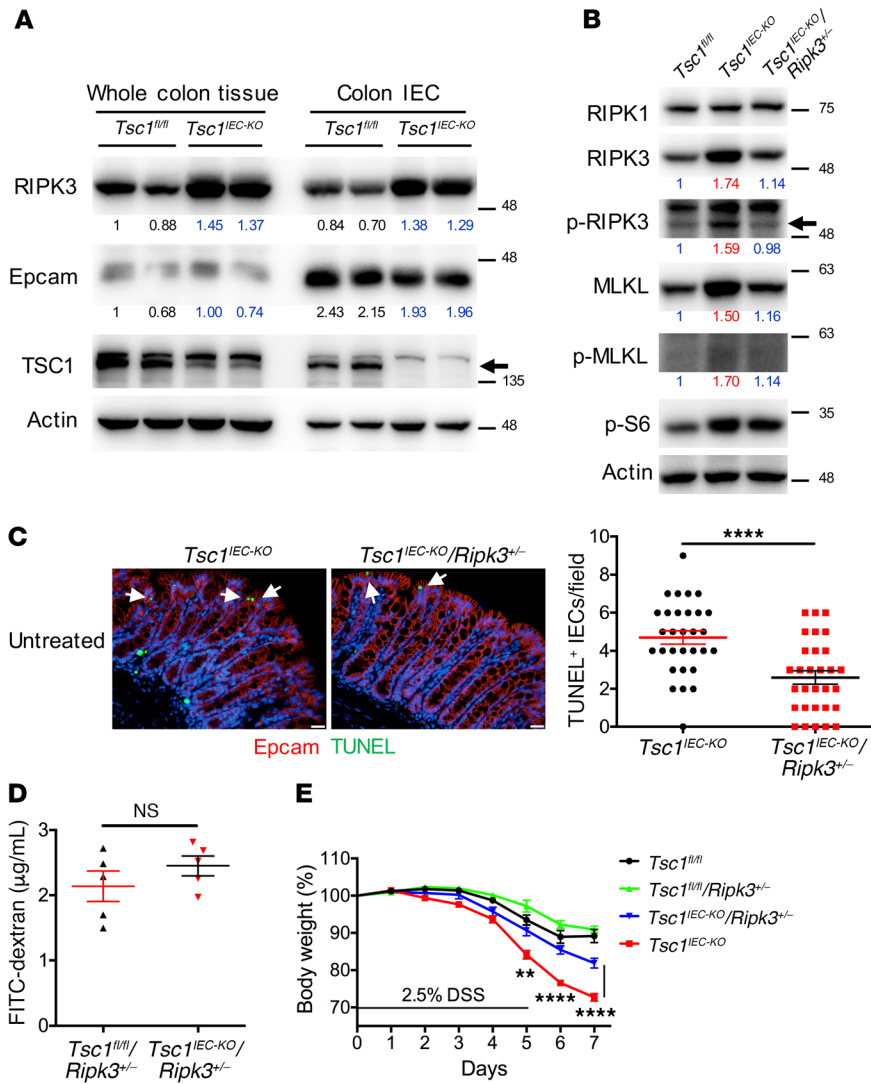 A
Whole colon tissue Colon IEC
Tsc1fl/fl Tsc1IEC-KO Tsc1fl/fl Tsc1IEC-KO
RIPK3
48
1 0.88 1.45 1.37 0.84 0.70 1.38 1.29
48
Epcam
1 0.68 1.00 0.74 2.43 2.15 1.93 1.96
TSC1
135
Actin
48
B
Tsc1fl/fl
Tsc1IEC-KO
Tsc1IEC-KO/
Ripk3+/–
RIPK1
75
RIPK3
48
1 1.74 1.14
p-RIPK3
48
1 1.59 0.98
63
MLKL
1 1.50 1.16
63
p-MLKL
1 1.70 1.14
35
p-S6
Actin
48
C
Tsc1IEC-KO Tsc1IEC-KO/Ripk3+/–
Untreated
Epcam TUNEL
TUNEL+ IECs/field
10
8
6
4
2
0
****
Tsc1IEC-KO
Tsc1IEC-KO/
Ripk3+/–
D
NS
FITC-dextran (µg/mL)
3
2
1
0
Tsc1fl/fl/
Ripk3+/–
Tsc1IEC-KO/
Ripk3+/–
E
Body weight (%)
110
100
90
80
70
2.5% DSS
**
****
****
0 1 2 3 4 5 6 7
Days
Tsc1fl/fl
Tsc1fl/fl/Ripk3+/–
Tsc1IEC-KO/Ripk3+/–
Tsc1IEC-KO